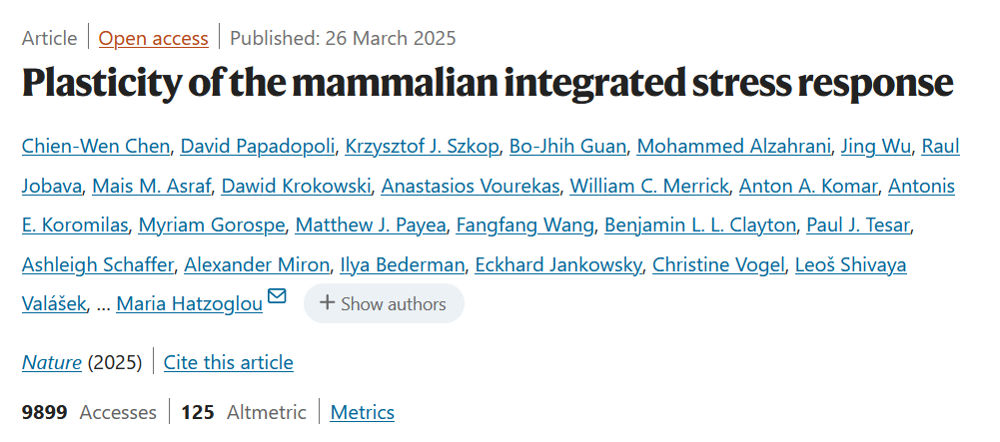 Article | Open access | Published: 26 March 2025
Plasticity of the mammalian integrated stress response
Chien-Wen Chen, David Papadopoli, Krzysztof J. Szkop, Bo-Jhih Guan, Mohammed Alzahrani, Jing Wu, Raul
Jobava, Mais M. Asraf, Dawid Krokowski, Anastasios Vourekas, William C. Merrick, Anton A. Komar, Antonis
E. Koromilas, Myriam Gorospe, Matthew J. Payea, Fangfang Wang, Benjamin L. L. Clayton, Paul J. Tesar,
Ashleigh Schaffer, Alexander Miron, Ilya Bederman, Eckhard Jankowsky, Christine Vogel, Leoš Shivaya
Valášek, … Maria Hatzoglou + Show authors
Nature (2025) | Cite this article
9899 Accesses | 125 Altmetric | Metrics